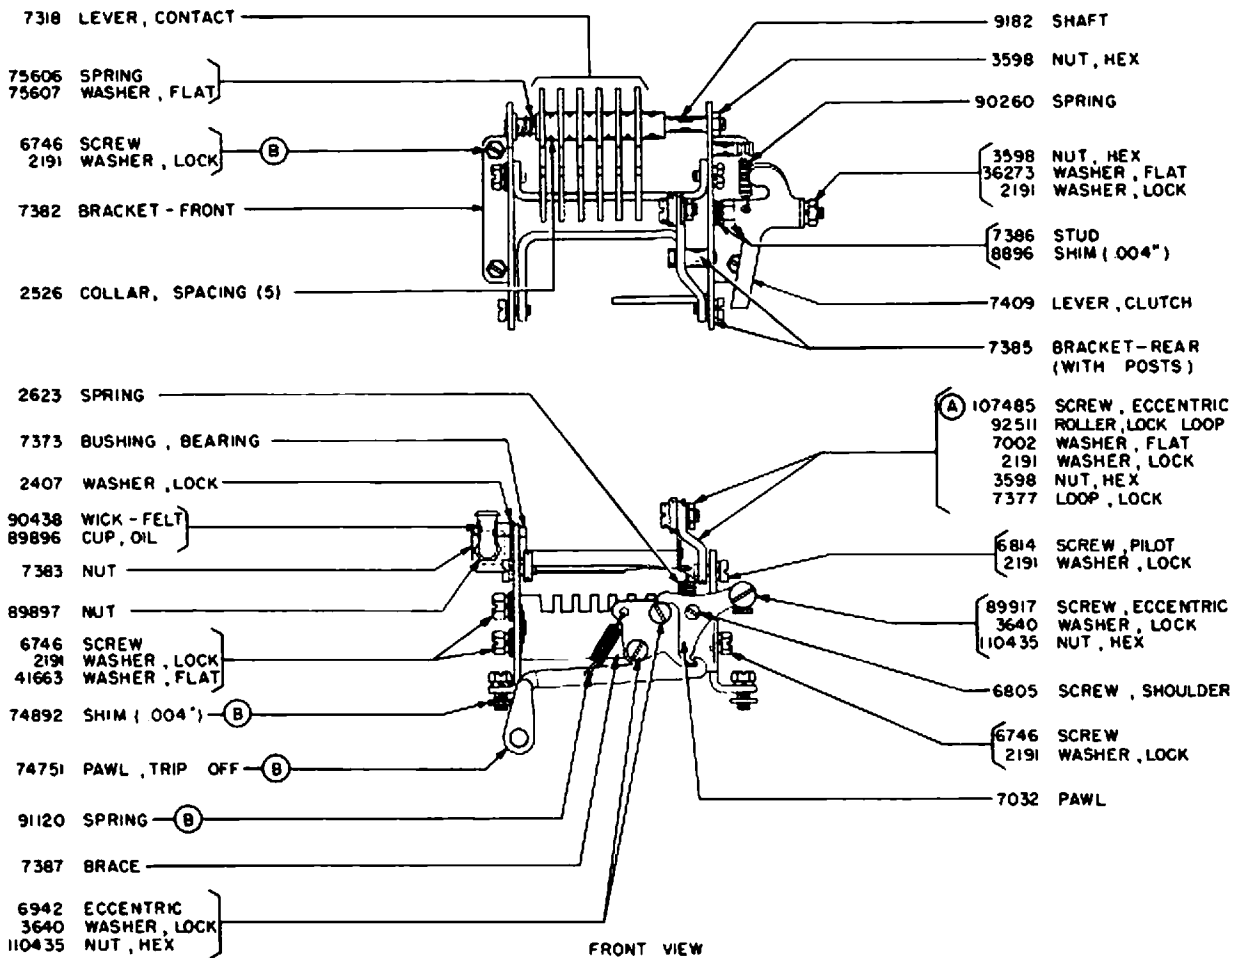 7318 LEVER, CONTACT
75606 SPRING
75607 WASHER, FLAT
6746 SCREW
2191 WASHER, LOCK
B
7382 BRACKET-FRONT
2526 COLLAR, SPACING (5)
9182 SHAFT
3598 NUT, HEX
90260 SPRING
3598 NUT, HEX
36273 WASHER, FLAT
2191 WASHER, LOCK
7386 STUD
8896 SHIM (.004")
7409 LEVER, CLUTCH
7385 BRACKET-REAR
(WITH POSTS)
2623 SPRING
7373 BUSHING, BEARING
2407 WASHER, LOCK
90438 WICK-FELT
89896 CUP, OIL
7383 NUT
89897 NUT
6746 SCREW
2191 WASHER, LOCK
41663 WASHER, FLAT
74892 SHIM (.004") B
74751 PAWL, TRIP OFF B
91120 SPRING B
7387 BRACE
6942 ECCENTRIC
3640 WASHER, LOCK
110435 NUT, HEX
A 107485 SCREW, ECCENTRIC
92511 ROLLER, LOCK LOOP
7002 WASHER, FLAT
2191 WASHER, LOCK
3598 NUT, HEX
7377 LOOP, LOCK
6814 SCREW, PILOT
2191 WASHER, LOCK
89917 SCREW, ECCENTRIC
3640 WASHER, LOCK
110435 NUT, HEX
6805 SCREW, SHOULDER
6746 SCREW
2191 WASHER, LOCK
7032 PAWL
FRONT VIEW